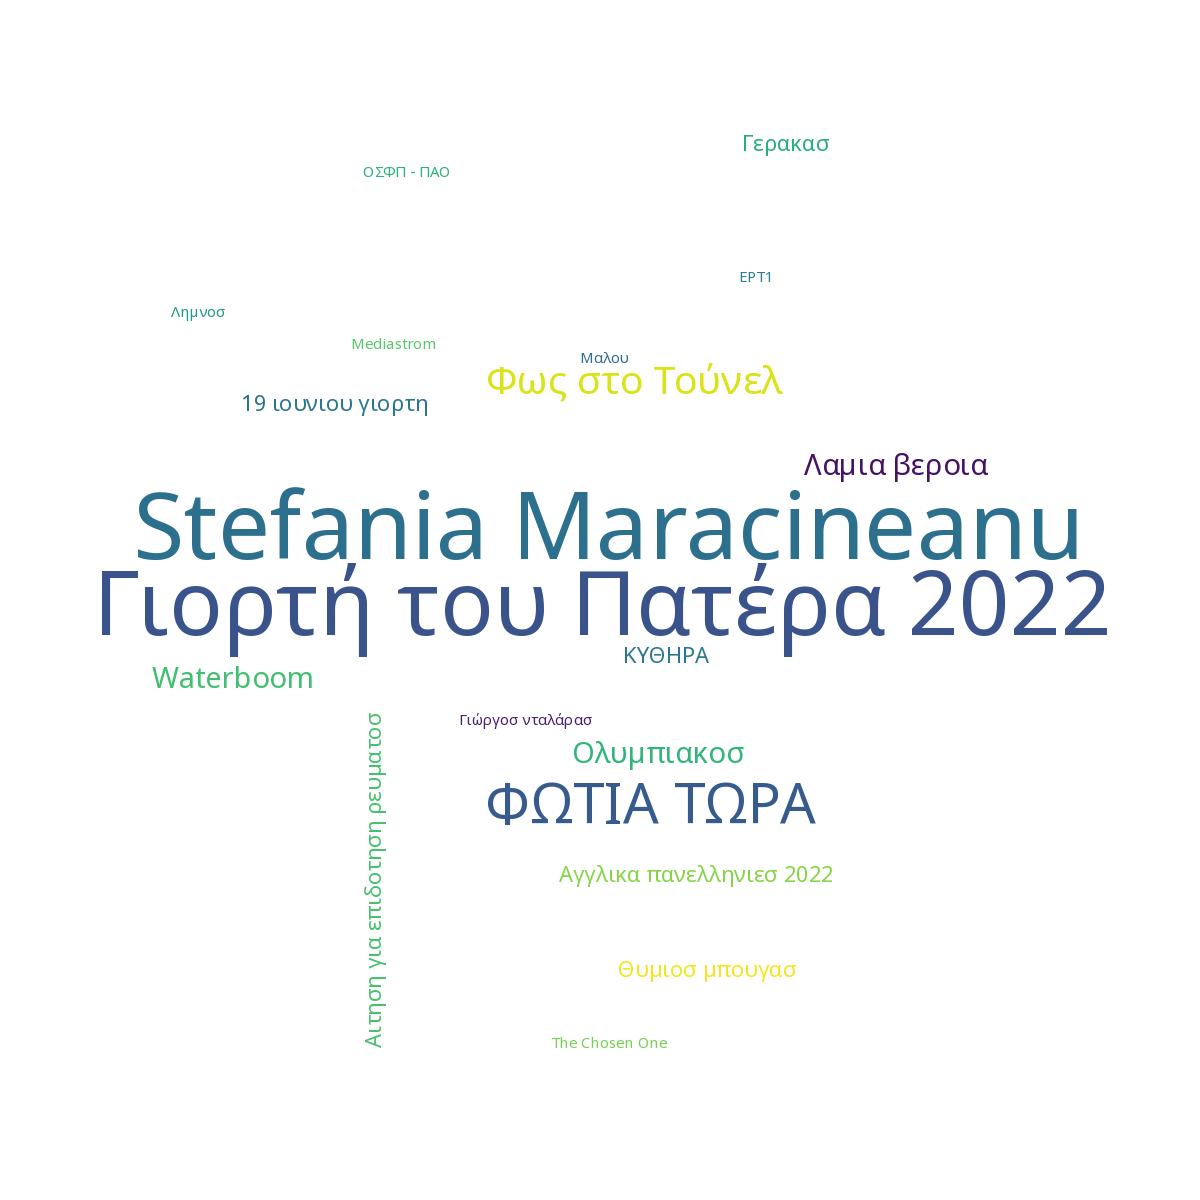 Γερακασ
ΟΣΦΠ - ΠΑΟ
ΕΡΤ1
Λημνοσ
Mediastrom
Μαλου
Φως στο Τούνελ
19 ιουνιου γιορτη
Λαμια βεροια
Stefania Maracineanu
Γιορτή του Πατέρα 2022
ΚΥΘΗΡΑ
Waterboom
Γιώργοσ νταλάρασ
Αιτηση για επιδοτηση ρευματοσ
Ολυμπιακοσ
ΦΩΤΙΑ ΤΩΡΑ
Αγγλικα πανελληνιεσ 2022
Θυμιοσ μπουγασ
The Chosen One